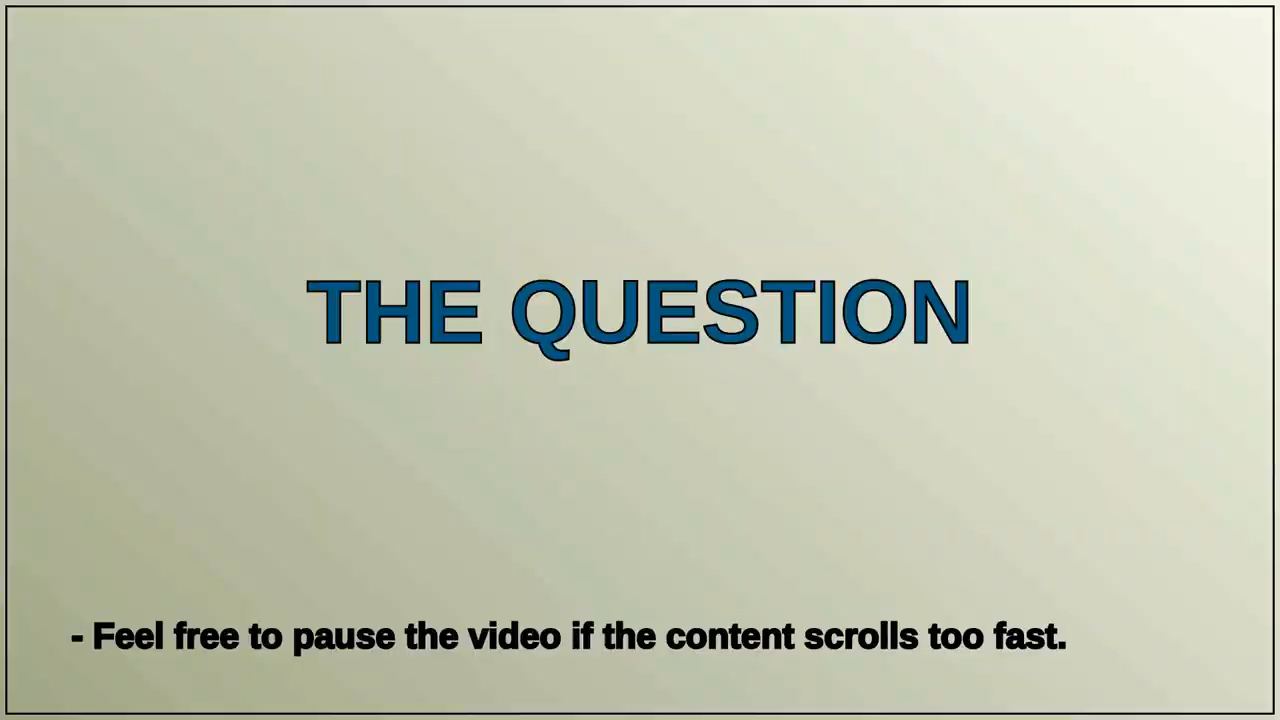 THE QUESTION
- Feel free to pause the video if the content scrolls too fast.